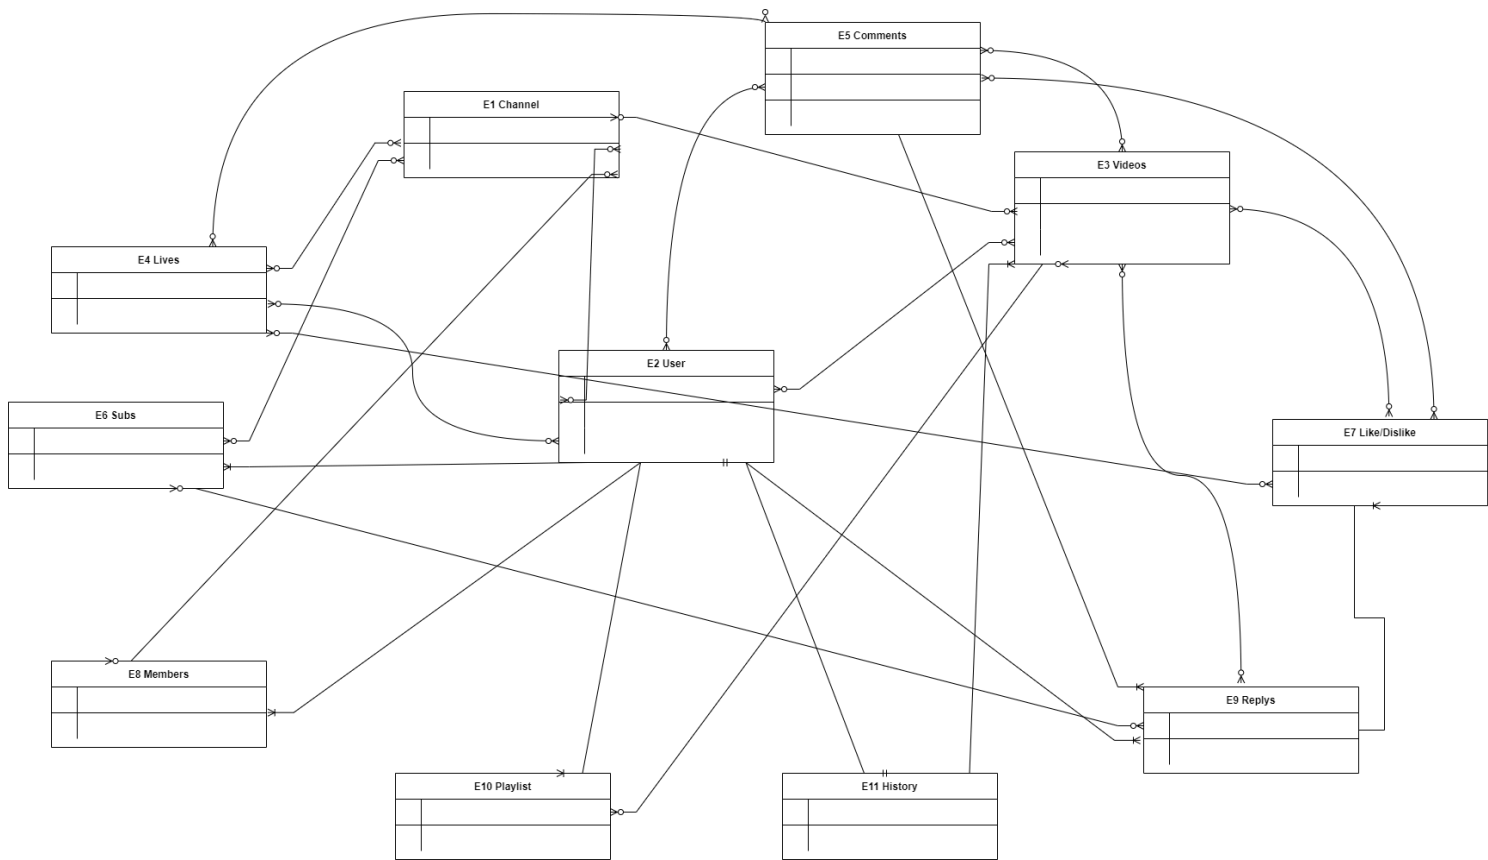 E5 Comments
E1 Channel
E3 Videos
E4 Lives
E2 User
E6 Subs
E7 Like/Dislike
E8 Members
E9 Replys
E10 Playlist
E11 History